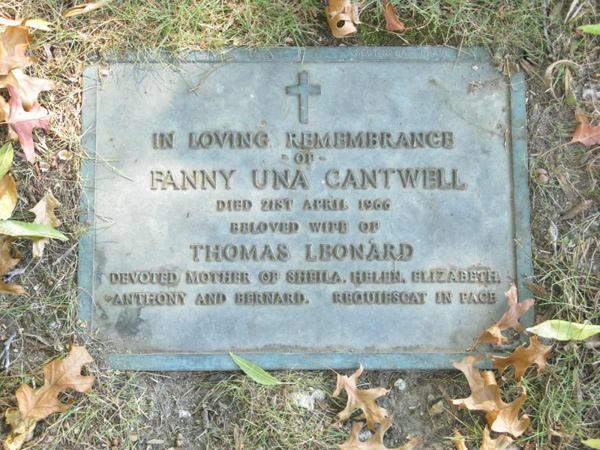 IN LOVING REMEMBRANCE
- OF -
FANNY UNA CANTWELL
DIED 21ST APRIL 1966
BELOVED WIFE OF
THOMAS LEONARD
DEVOTED MOTHER OF SHEILA, HELEN, ELIZABETH,
ANTHONY AND BERNARD. REQUIESCAT IN PACE